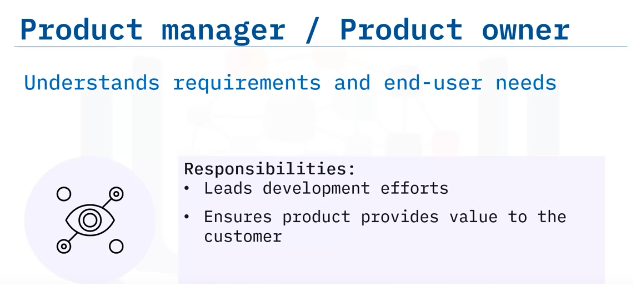 Product manager / Product owner
Understands requirements and end-user needs
Responsibilities:
• Leads development efforts
• Ensures product provides value to the
customer